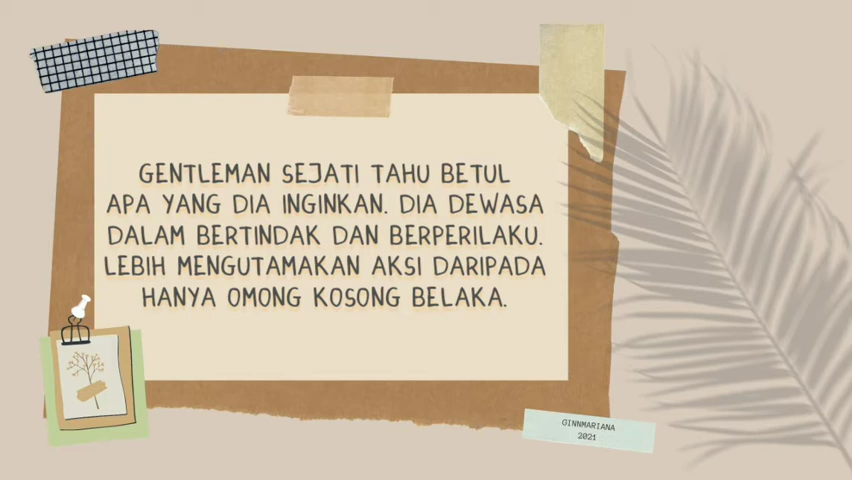 GENTLEMAN SEJATI TAHU BETUL
APA YANG DIA INGINKAN. DIA DEWASA
DALAM BERTINDAK DAN BERPERILAKU.
LEBIH MENGUTAMAKAN AKSI DARIPADA
HANYA OMONG KOSONG BELAKA.
GINNMARIANA
2021